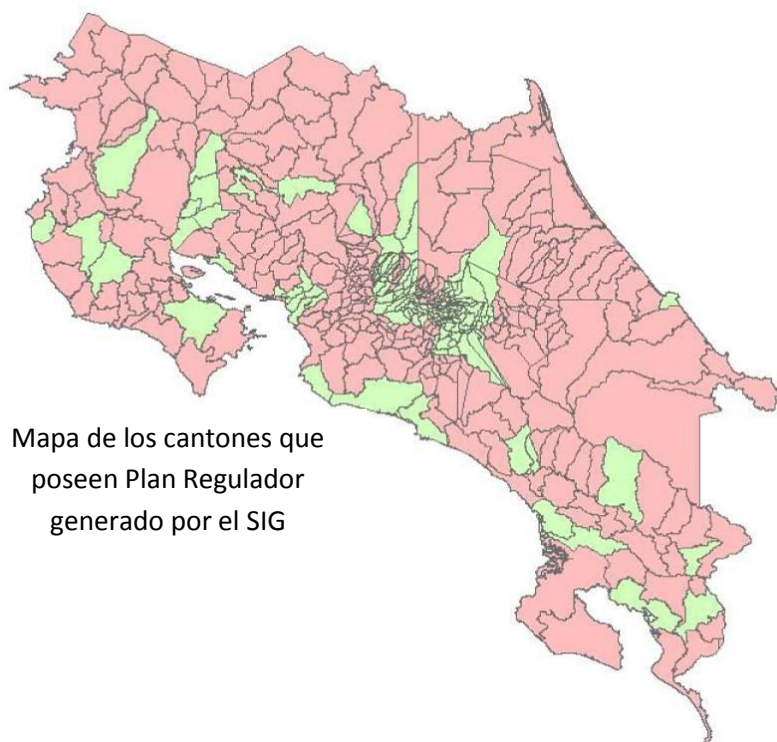 Mapa de los cantones que
poseen Plan Regulador
generado por el SIG